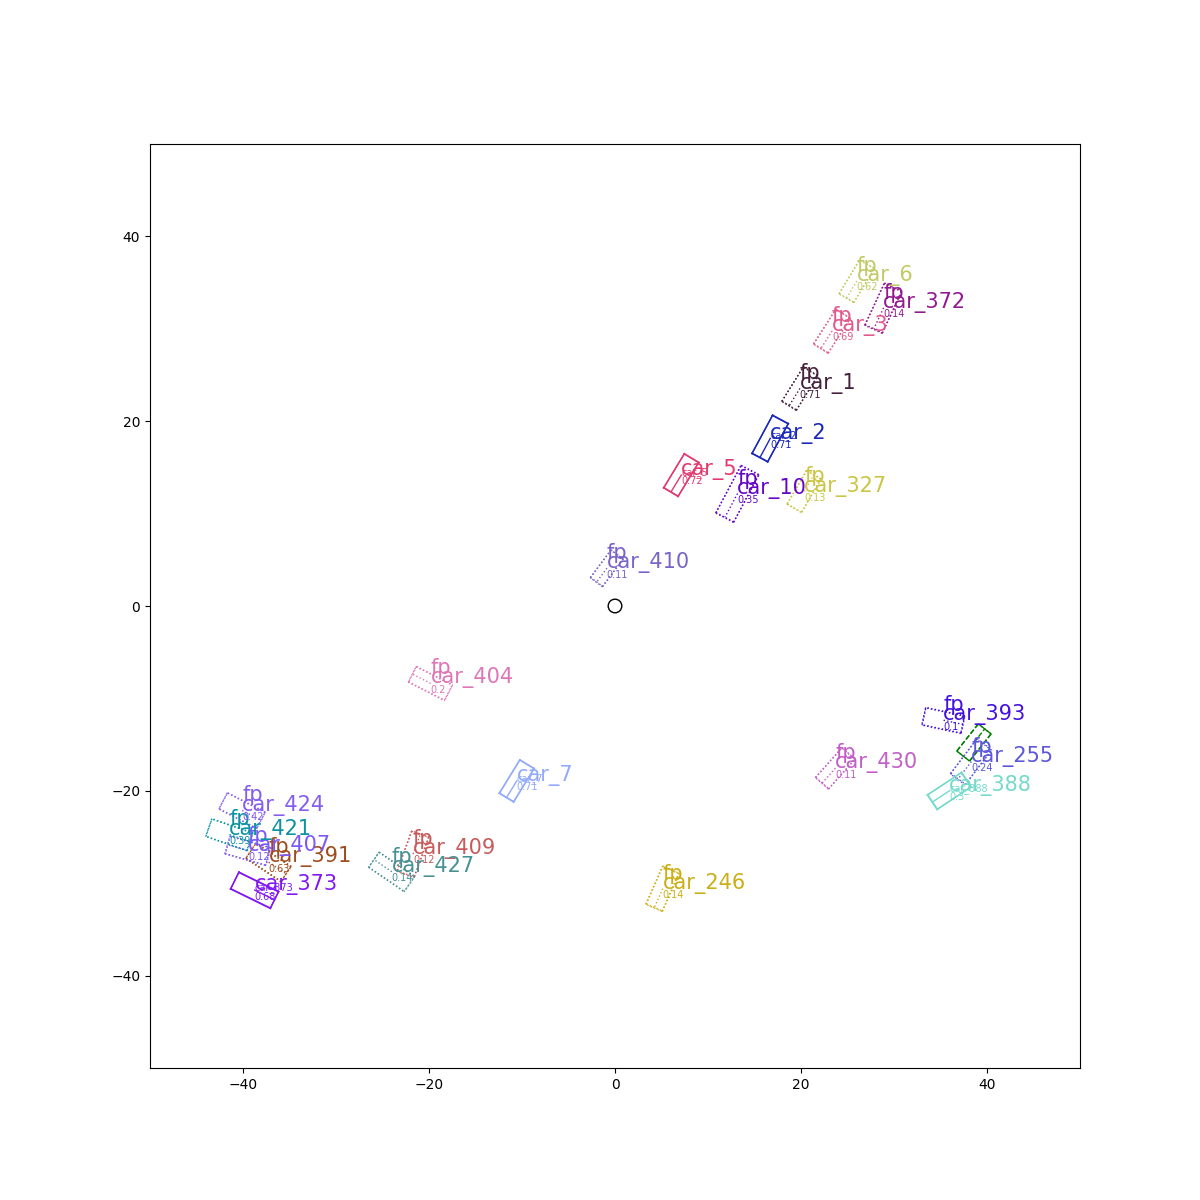 40
20
0
−20
−40
−40
−20
0
20
40
fp
car_6
0.62
fp
car_372
0.14
fp
car_3
0.69
fp
car_1
0.71
car_2
0.71
car_5
0.72
fp
car_10
0.35
fp
car_327
0.13
fp
car_410
0.11
fp
car_404
0.2
fp
car_393
0.1
fp
car_255
0.24
fp
car_430
0.11
car_388
car_7
0.71
fp
car_424
0.42
fp
car_421
fp
car_407
0.12
fp
car_391
0.63
car_373
0.68
fp
car_409
0.12
fp
car_427
0.14
fp
car_246
0.14